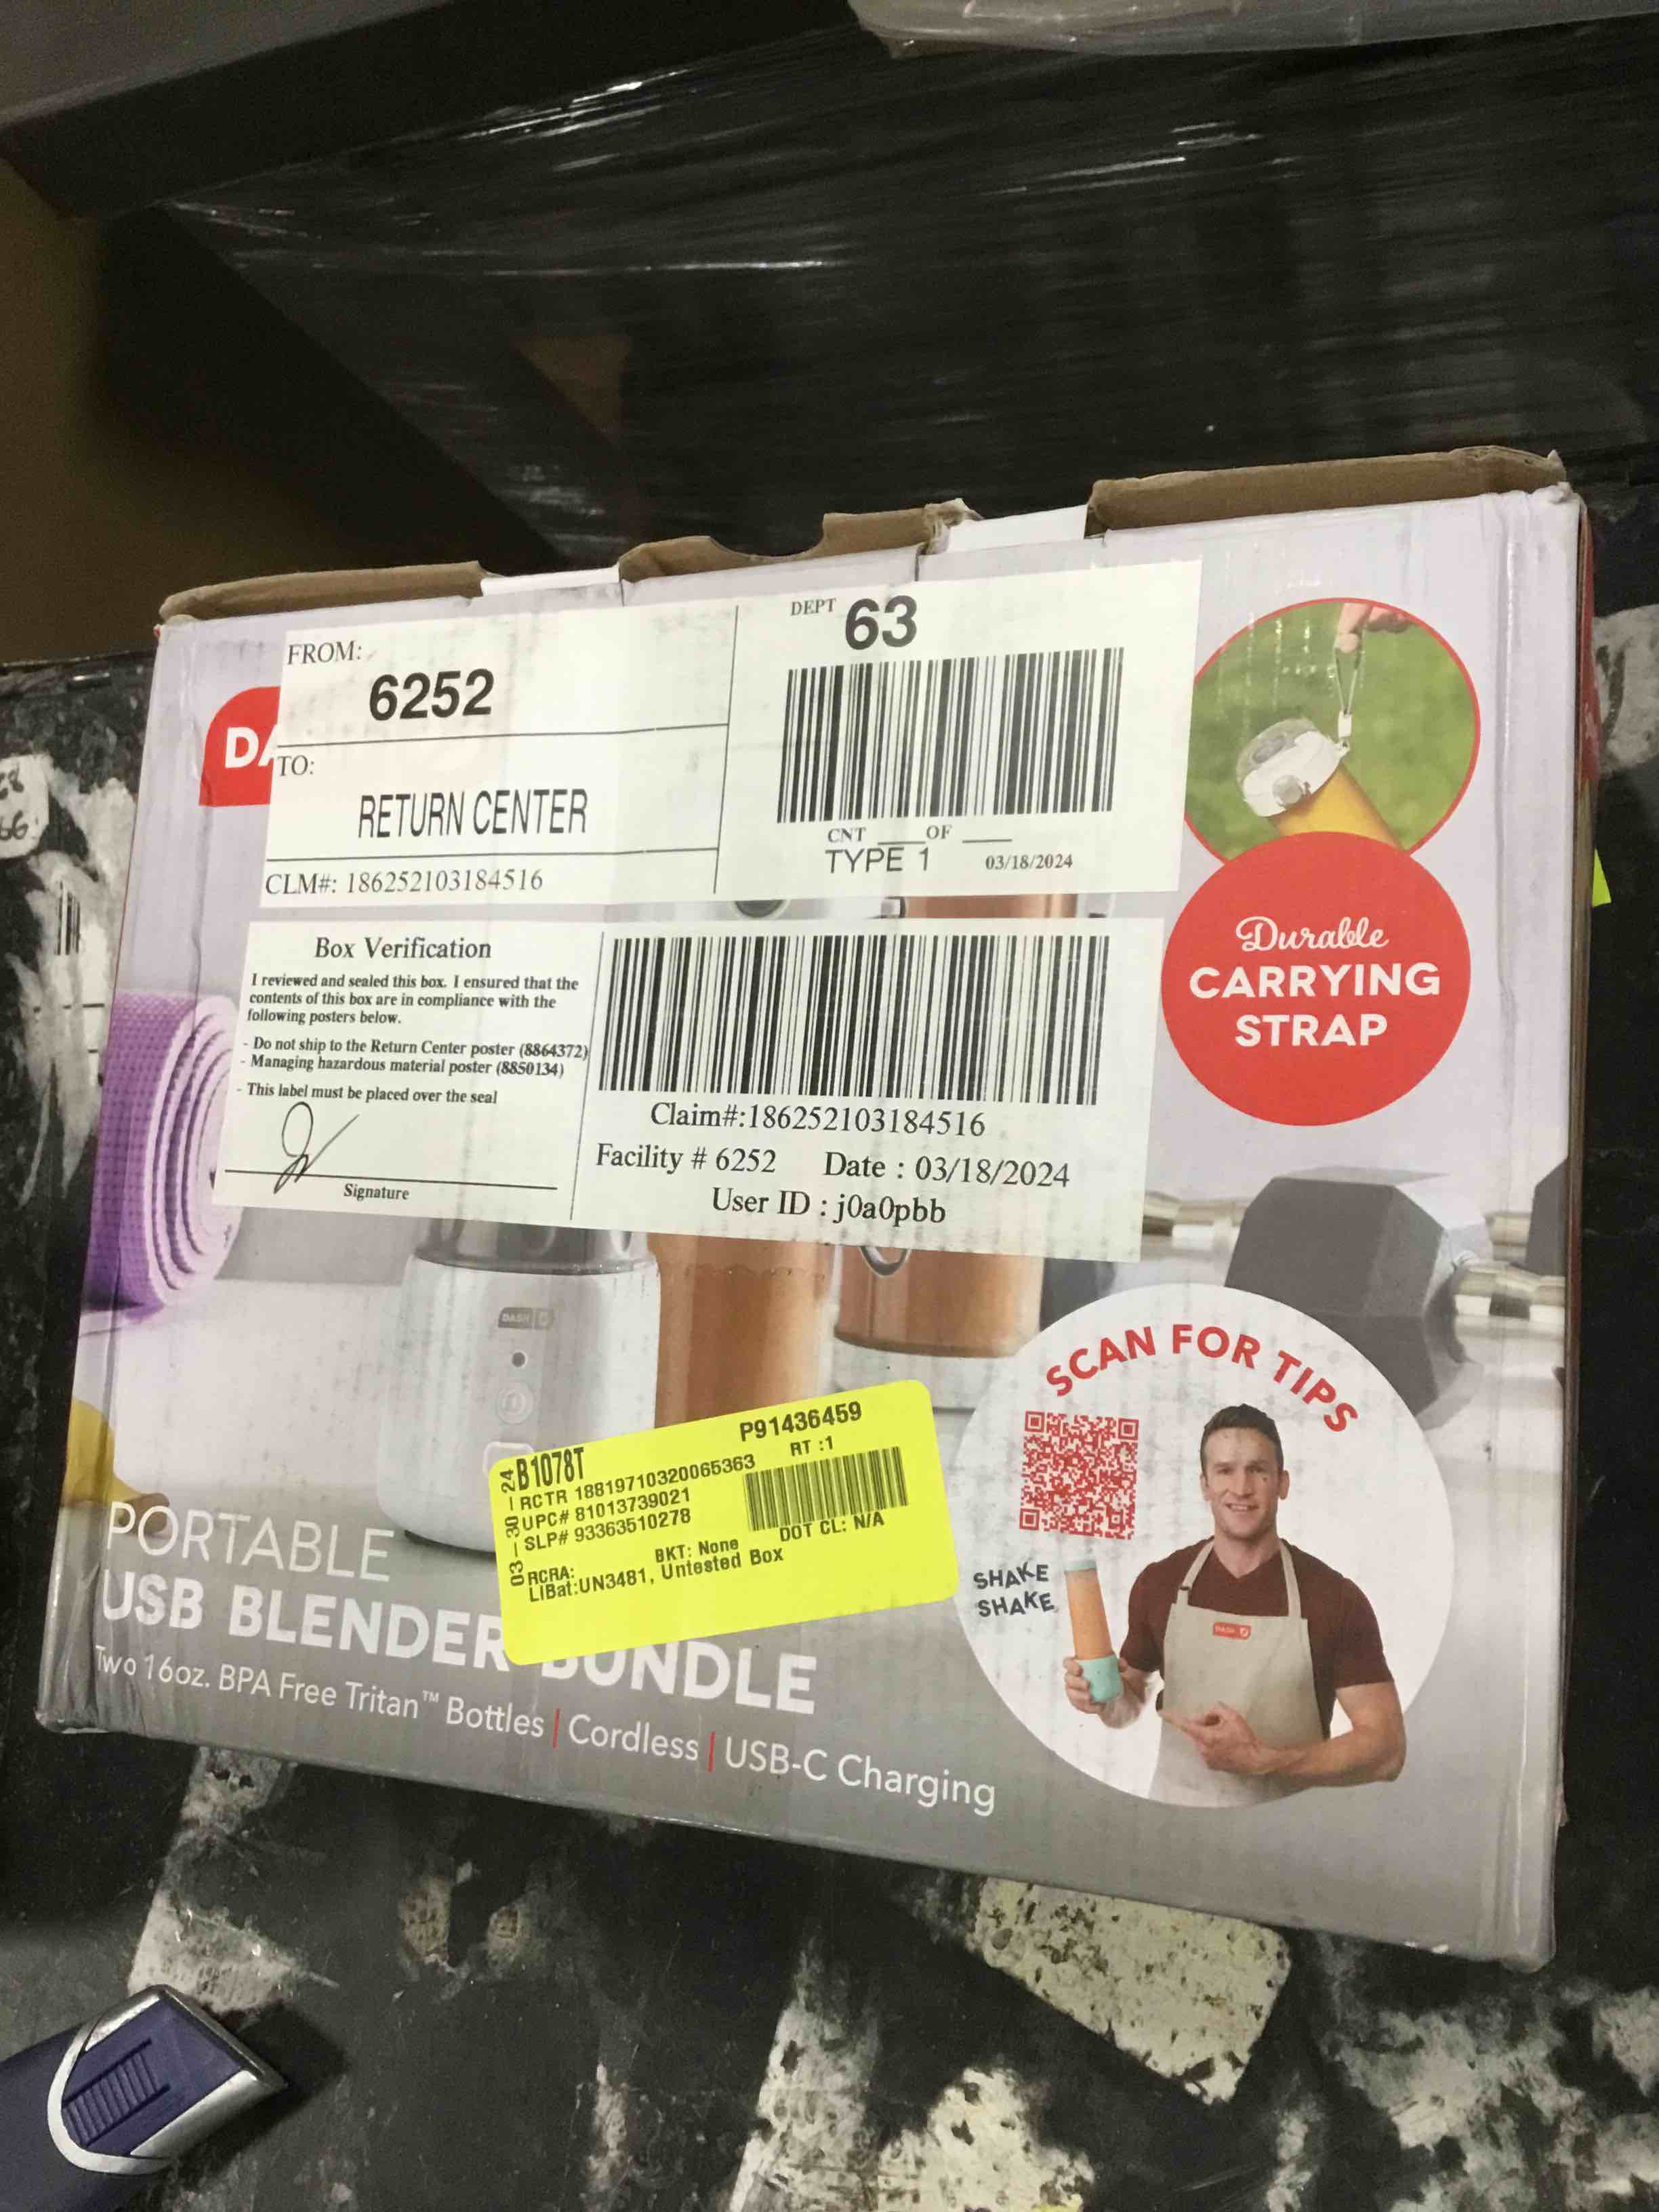 FROM:
6252
TO:
RETURN CENTER
CLM#: 186252103184516
DEPT 63
CNT ___ OF ___
TYPE 1 03/18/2024
Box Verification
I reviewed and sealed this box. I ensured that the
contents of this box are in compliance with the
following posters below.
- Do not ship to the Return Center poster (8864372)
- Managing hazardous material poster (8850134)
- This label must be placed over the seal
Signature
Claim#:186252103184516
Facility # 6252 Date : 03/18/2024
User ID : j0a0pbb
Durable
CARRYING
STRAP
DASH
SCAN FOR TIPS
SHAKE
SHAKE
DASH
P91436459
B1078T RT :1
RCTR 18819710320065363
UPC# 81013739021
SLP# 93363510278
03-30 24
BKT: None DOT CL: N/A
RCRA:
LIBat:UN3481, Untested Box
PORTABLE
USB BLENDER BUNDLE
Two 16oz. BPA Free Tritan™ Bottles | Cordless | USB-C Charging